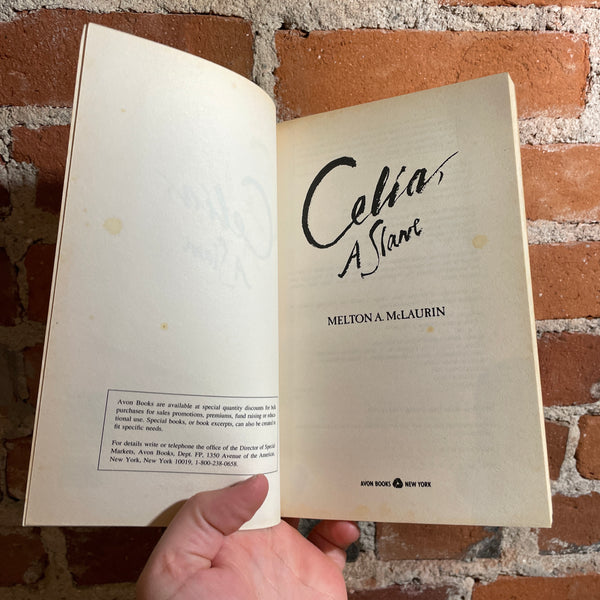 Avon Books are available at special quantity discounts for bulk
purchases for sales promotions, premiums, fund raising or educa-
tional use. Special books, or book excerpts, can also be created to
fit specific needs.
For details write or telephone the office of the Director of Special
Markets, Avon Books, Dept. FP, 1350 Avenue of the Americas,
New York, New York 10019, 1-800-238-0658.
Celia,
A Slave
MELTON A. McLAURIN
AVON BOOKS NEW YORK